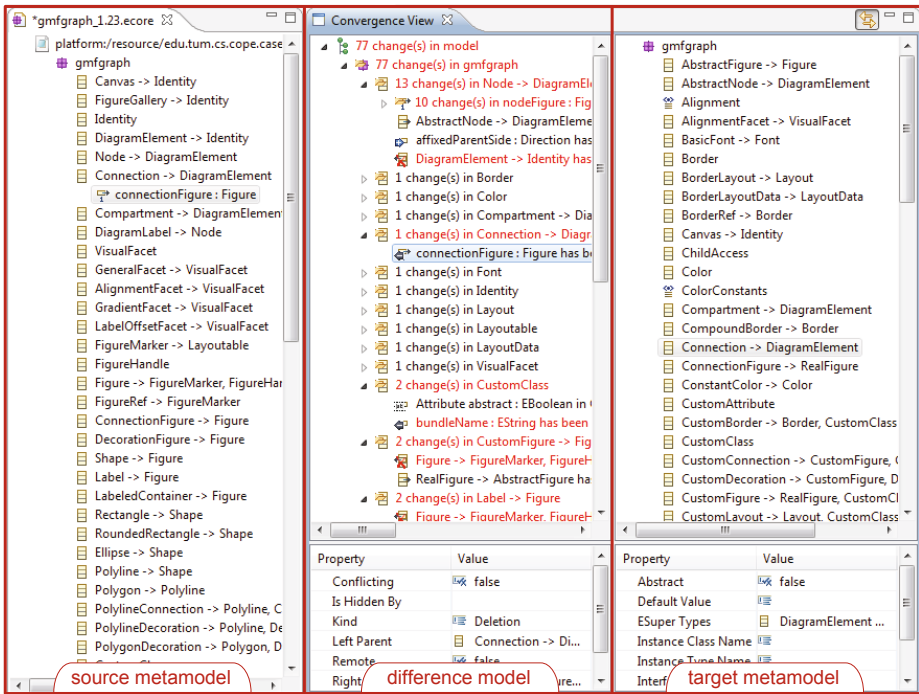 *gmfgraph_1.23.ecore
platform:/resource/edu.tum.cs.cope.case
gmfgraph
Canvas -> Identity
FigureGallery -> Identity
Identity
DiagramElement -> Identity
Node -> DiagramElement
Connection -> DiagramElement
connectionFigure : Figure
Compartment -> DiagramElement
DiagramLabel -> Node
VisualFacet
GeneralFacet -> VisualFacet
AlignmentFacet -> VisualFacet
GradientFacet -> VisualFacet
LabelOffsetFacet -> VisualFacet
FigureMarker -> Layoutable
FigureHandle
Figure -> FigureMarker, FigureHar
FigureRef -> FigureMarker
ConnectionFigure -> Figure
DecorationFigure -> Figure
Shape -> Figure
Label -> Figure
LabeledContainer -> Figure
Rectangle -> Shape
RoundedRectangle -> Shape
Ellipse -> Shape
Polyline -> Shape
Polygon -> Polyline
PolylineConnection -> Polyline, C
PolylineDecoration -> Polyline, De
PolygonDecoration -> Polygon, D
source metamodel
Convergence View
77 change(s) in model
77 change(s) in gmfgraph
13 change(s) in Node -> DiagramEl
10 change(s) in nodeFigure : Fig
AbstractNode -> DiagramEleme
affixedParentSide : Direction has
DiagramElement -> Identity has
1 change(s) in Border
1 change(s) in Color
1 change(s) in Compartment -> Dia
1 change(s) in Connection -> Diagr
connectionFigure : Figure has be
1 change(s) in Font
1 change(s) in Identity
1 change(s) in Layout
1 change(s) in Layoutable
1 change(s) in LayoutData
1 change(s) in VisualFacet
2 change(s) in CustomClass
Attribute abstract : EBoolean in
bundleName : EString has been
2 change(s) in CustomFigure -> Fig
Figure -> FigureMarker, FigureH
RealFigure -> AbstractFigure ha
2 change(s) in Label -> Figure
Figure -> FigureMarker, FigureH
Property Value
Conflicting false
Is Hidden By
Kind Deletion
Left Parent Connection -> Di...
Remote false
Right ure...
difference model
gmfgraph
AbstractFigure -> Figure
AbstractNode -> DiagramElement
Alignment
AlignmentFacet -> VisualFacet
BasicFont -> Font
Border
BorderLayout -> Layout
BorderLayoutData -> LayoutData
BorderRef -> Border
Canvas -> Identity
ChildAccess
Color
ColorConstants
Compartment -> DiagramElement
CompoundBorder -> Border
Connection -> DiagramElement
ConnectionFigure -> RealFigure
ConstantColor -> Color
CustomAttribute
CustomBorder -> Border, CustomClass
CustomClass
CustomConnection -> CustomFigure, C
CustomDecoration -> CustomFigure, D
CustomFigure -> RealFigure, CustomCl
CustomLayout -> Layout, CustomClass
Property Value
Abstract false
Default Value
ESuper Types DiagramElement ...
Instance Class Name
Instance Type Name
Interf
target metamodel